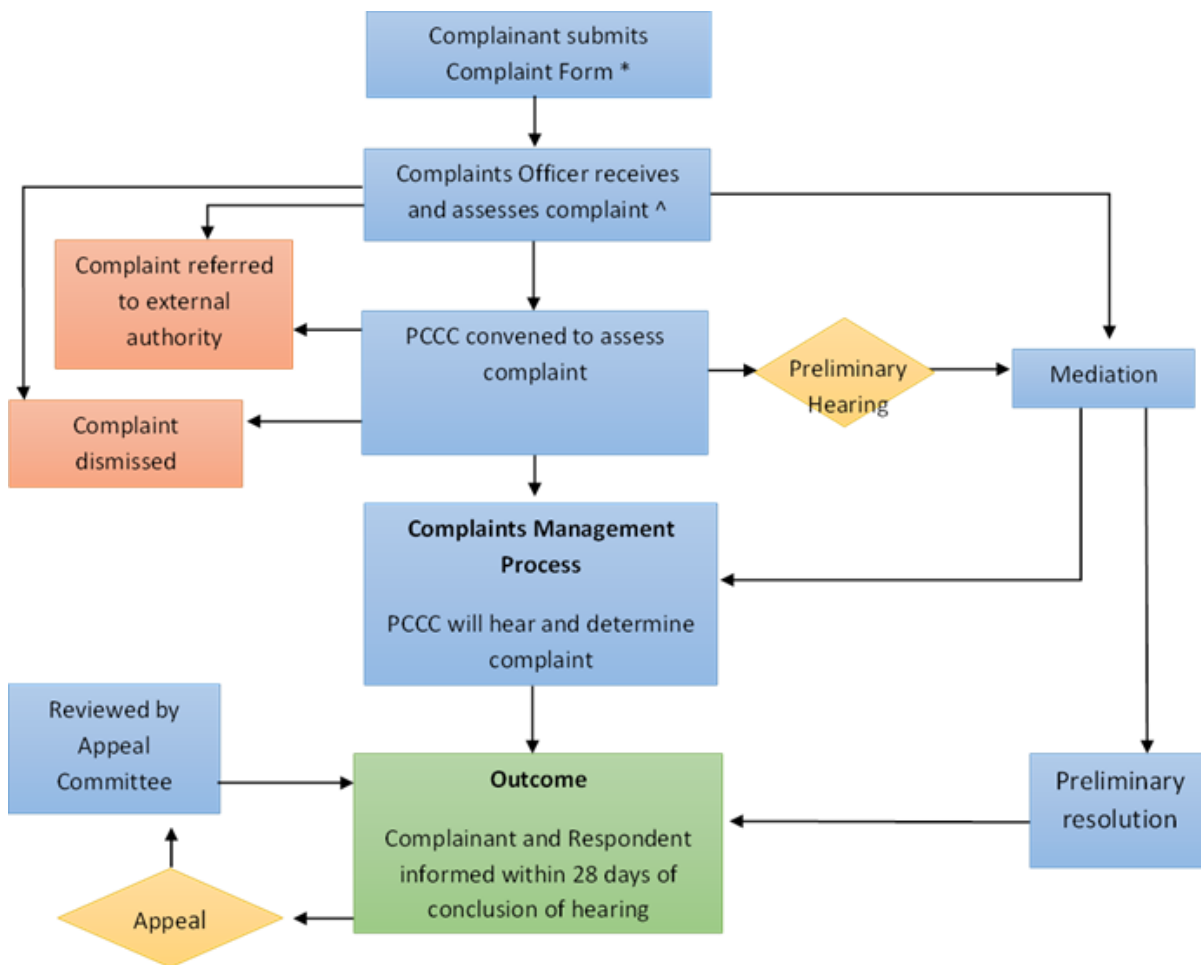 Complainant submits
Complaint Form *
Complaints Officer receives
and assesses complaint ^
Complaint referred
to external
authority
PCCC convened to assess
complaint
Preliminary
Hearing
Mediation
Complaint
dismissed
Complaints Management
Process
PCCC will hear and determine
complaint
Reviewed by
Appeal
Committee
Outcome
Complainant and Respondent
informed within 28 days of
conclusion of hearing
Preliminary
resolution
Appeal